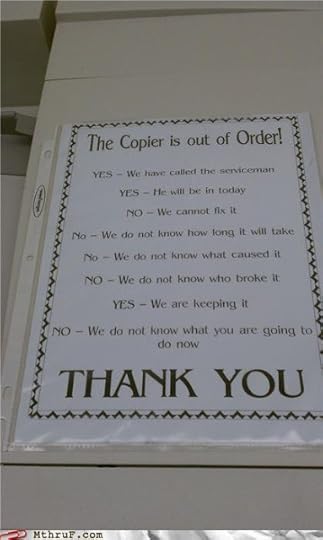 The Copier is out of Order!
YES – We have called the serviceman
YES – He will be in today
NO – We cannot fix it
No – We do not know how long it will take
No – We do not know what caused it
NO – We do not know who broke it
YES – We are keeping it
NO – We do not know what you are going to
do now
THANK YOU
MthruF.com